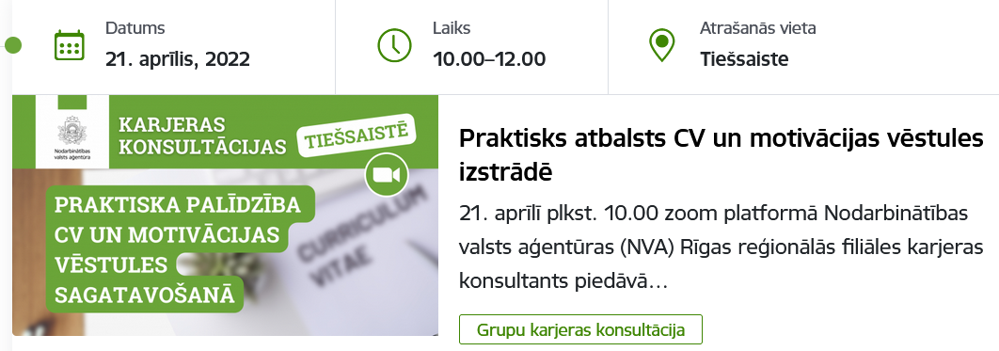 Datums
21. aprīlis, 2022
Laiks
10.00–12.00
Atrašanās vieta
Tiešsaiste
Nodarbinātības
valsts aģentūra
KARJERAS
KONSULTĀCIJAS
TIEŠSAISTĒ
PRAKTISKA PALĪDZĪBA
CV UN MOTIVĀCIJAS
VĒSTULES
SAGATAVOŠANĀ
CURRICULUM
VITAE
Praktisks atbalsts CV un motivācijas vēstules
izstrādē
21. aprīlī plkst. 10.00 zoom platformā Nodarbinātības
valsts aģentūras (NVA) Rīgas reģionālās filiāles karjeras
konsultants piedāvā…
Grupu karjeras konsultācija